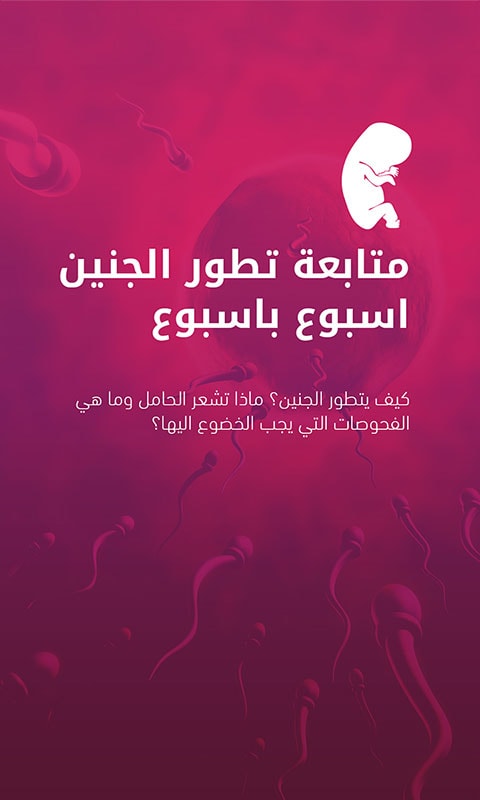 متابعة تطور الجنين
اسبوع باسبوع
كيف يتطور الجنين؟ ماذا تشعر الحامل وما هي
الفحوصات التي يجب الخضوع اليها؟